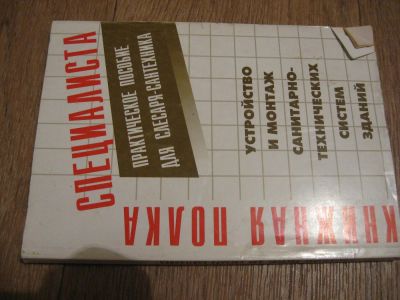 КНИЖНАЯ ПОЛКА
СПЕЦИАЛИСТА
ПРАКТИЧЕСКОЕ ПОСОБИЕ
ДЛЯ СЛЕСАРЯ-САНТЕХНИКА
УСТРОЙСТВО
И МОНТАЖ
САНИТАРНО-
ТЕХНИЧЕСКИХ
СИСТЕМ
ЗДАНИЙ